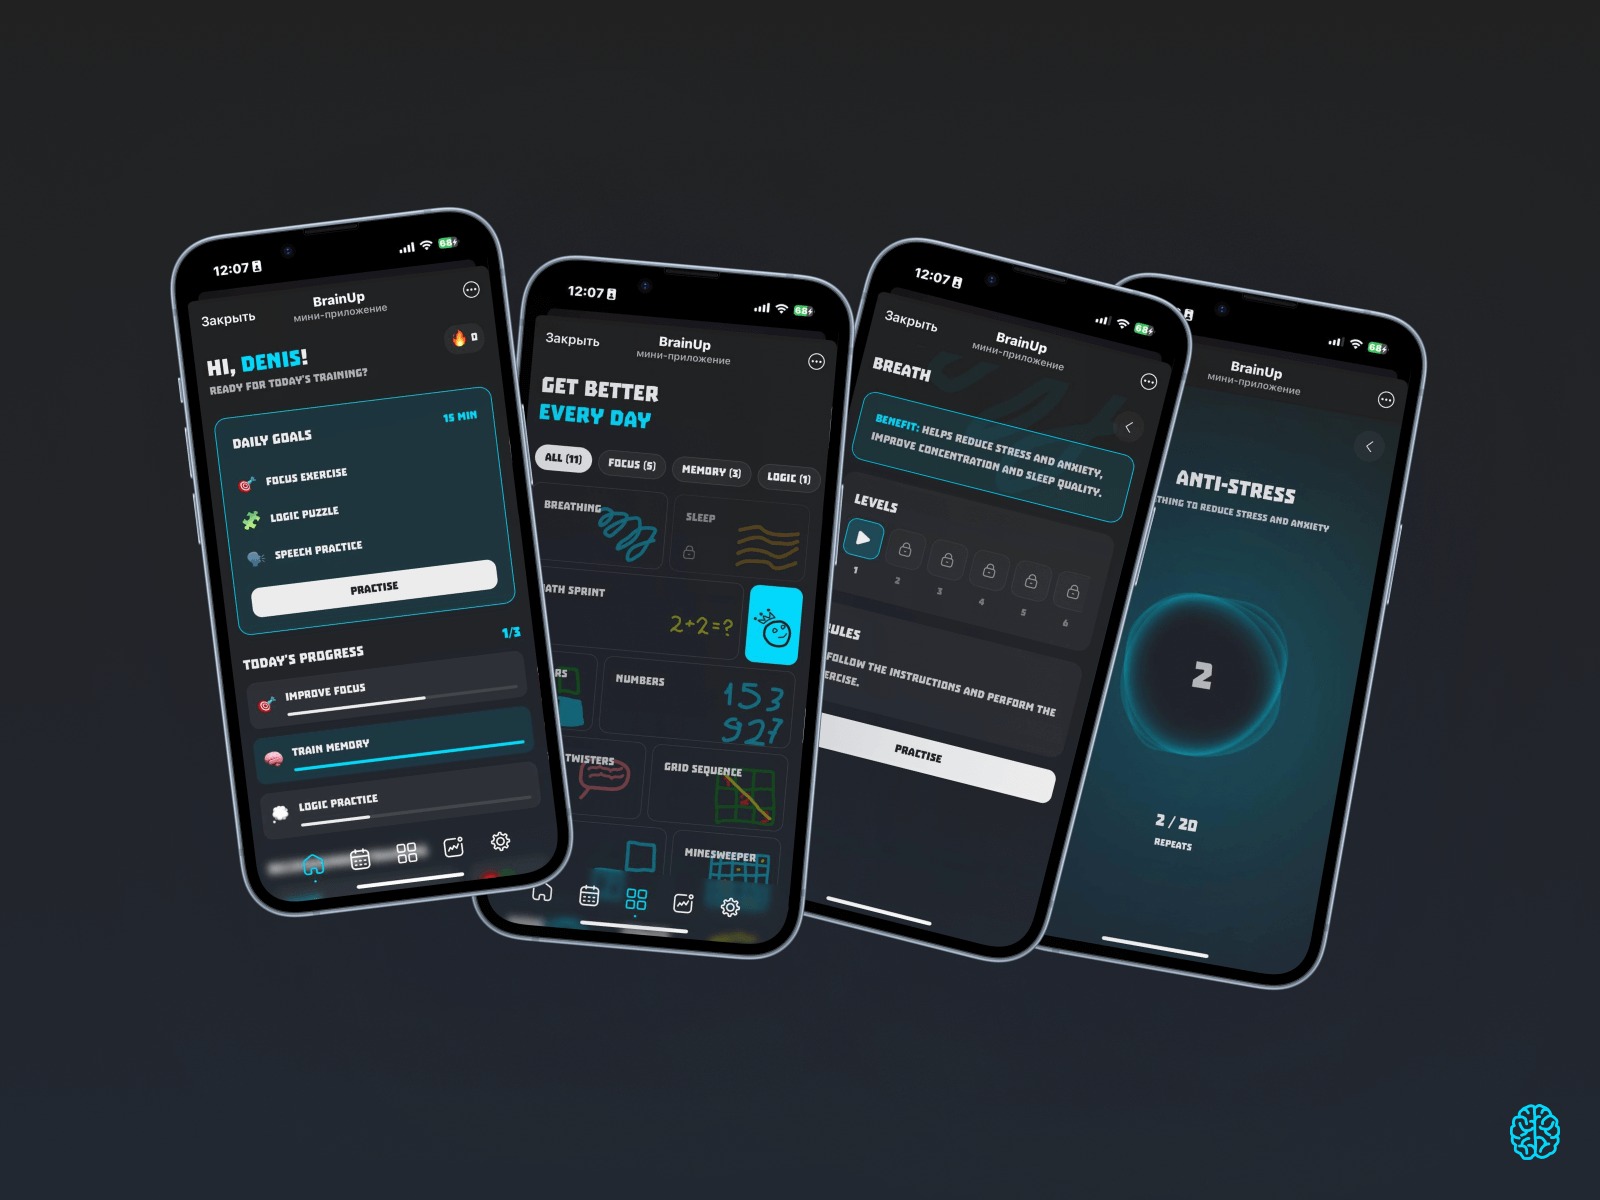 12:07
68
Закрыть
BrainUp
мини-приложение
0
HI, DENIS!
READY FOR TODAY'S TRAINING?
15 MIN
DAILY GOALS
FOCUS EXERCISE
LOGIC PUZZLE
SPEECH PRACTICE
PRACTISE
1/3
TODAY'S PROGRESS
IMPROVE FOCUS
TRAIN MEMORY
LOGIC PRACTICE
12:07
68
Закрыть
BrainUp
мини-приложение
GET BETTER
EVERY DAY
ALL (11)
FOCUS (5)
MEMORY (3)
LOGIC (1)
BREATHING
SLEEP
ATH SPRINT
2+2=?
RS
NUMBERS
153
927
TWISTERS
GRID SEQUENCE
MINESWEEPER
12:07
68
Закрыть
BrainUp
мини-приложение
BREATH
BENEFIT: HELPS REDUCE STRESS AND ANXIETY,
IMPROVE CONCENTRATION AND SLEEP QUALITY.
LEVELS
1
2
3
4
5
6
ULES
FOLLOW THE INSTRUCTIONS AND PERFORM THE
ERCISE.
PRACTISE
68
BrainUp
мини-приложение
ANTI-STRESS
THING TO REDUCE STRESS AND ANXIETY
2
2 / 20
REPEATS